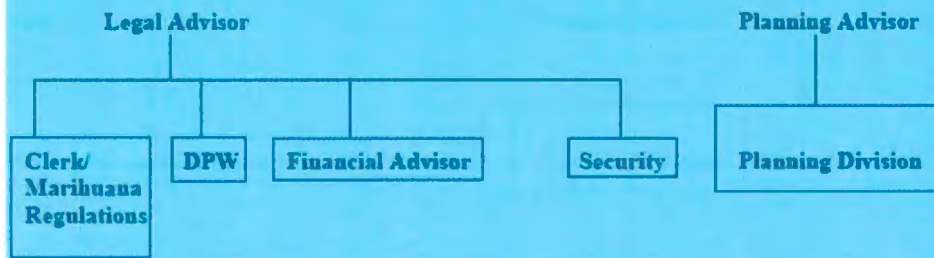 Legal Advisor
Planning Advisor
Clerk/
Marihuana
Regulations
DPW
Financial Advisor
Security
Planning Division